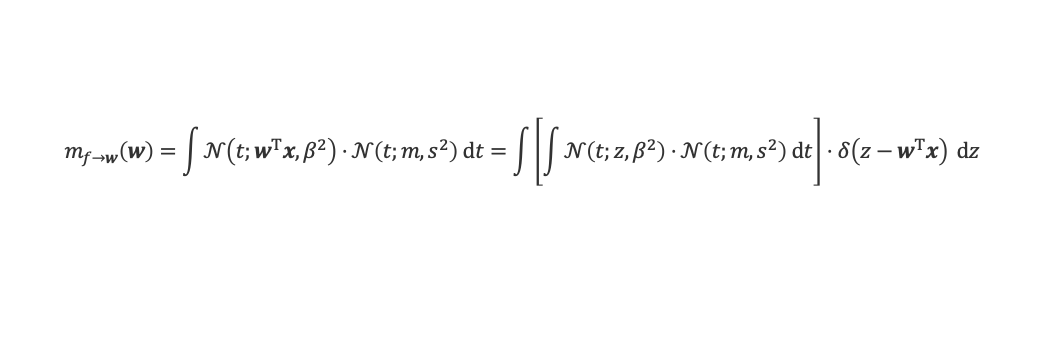 m_{f→𝒘}(𝒘) = ∫ 𝒩(t; 𝒘ᵀ𝒙, β²) · 𝒩(t; m, s²) dt = ∫ [∫ 𝒩(t; z, β²) · 𝒩(t; m, s²) dt] · δ(z − 𝒘ᵀ𝒙) dz